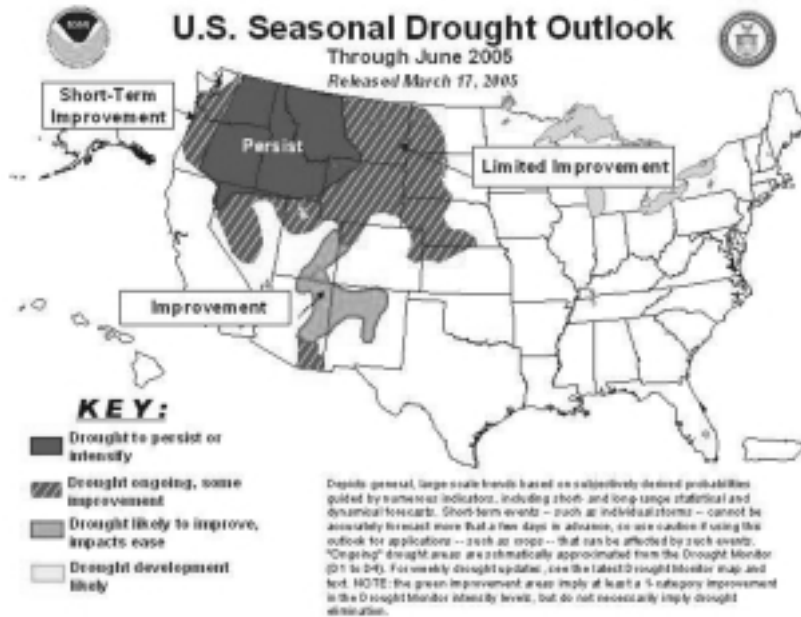 U.S. Seasonal Drought Outlook
Through June 2005
Released March 17, 2005
Short-Term
Improvement
Persist
Limited Improvement
Improvement
KEY:
Drought to persist or
intensify
Drought ongoing, some
improvement
Drought likely to improve,
impacts ease
Drought development
likely
Depicts general, large scale trends based on subjectively derived probabilities
guided by numerous indicators, including short- and long-range statistical and
dynamical forecasts. Short-term events -- such as individual storms -- cannot be
accurately forecast more that a few days in advance, so use caution if using this
outlook for applications -- such as crops -- that can be affected by such events.
"Ongoing" drought areas are schmatically approximated from the Drought Monitor
(D1 to D4). For weekly drought updates, see the latest Drought Monitor map and
text. NOTE: the green improvement areas imply at least a 1-category improvement
in the Drought Monitor intensity levels, but do not necessarily imply drought
elimination.